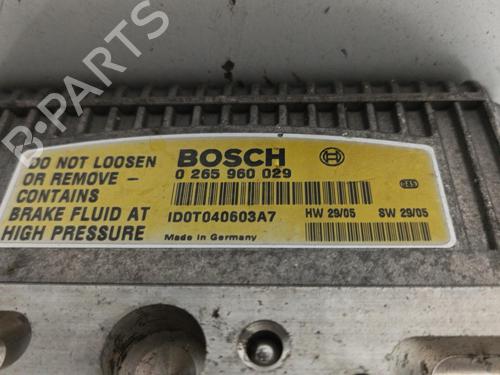 B-PARTS
DO NOT LOOSEN
OR REMOVE -
CONTAINS
BRAKE FLUID AT
HIGH PRESSURE
BOSCH
0 265 960 029
ID0T040603A7
Made in Germany
HW 29/05 SW 29/05